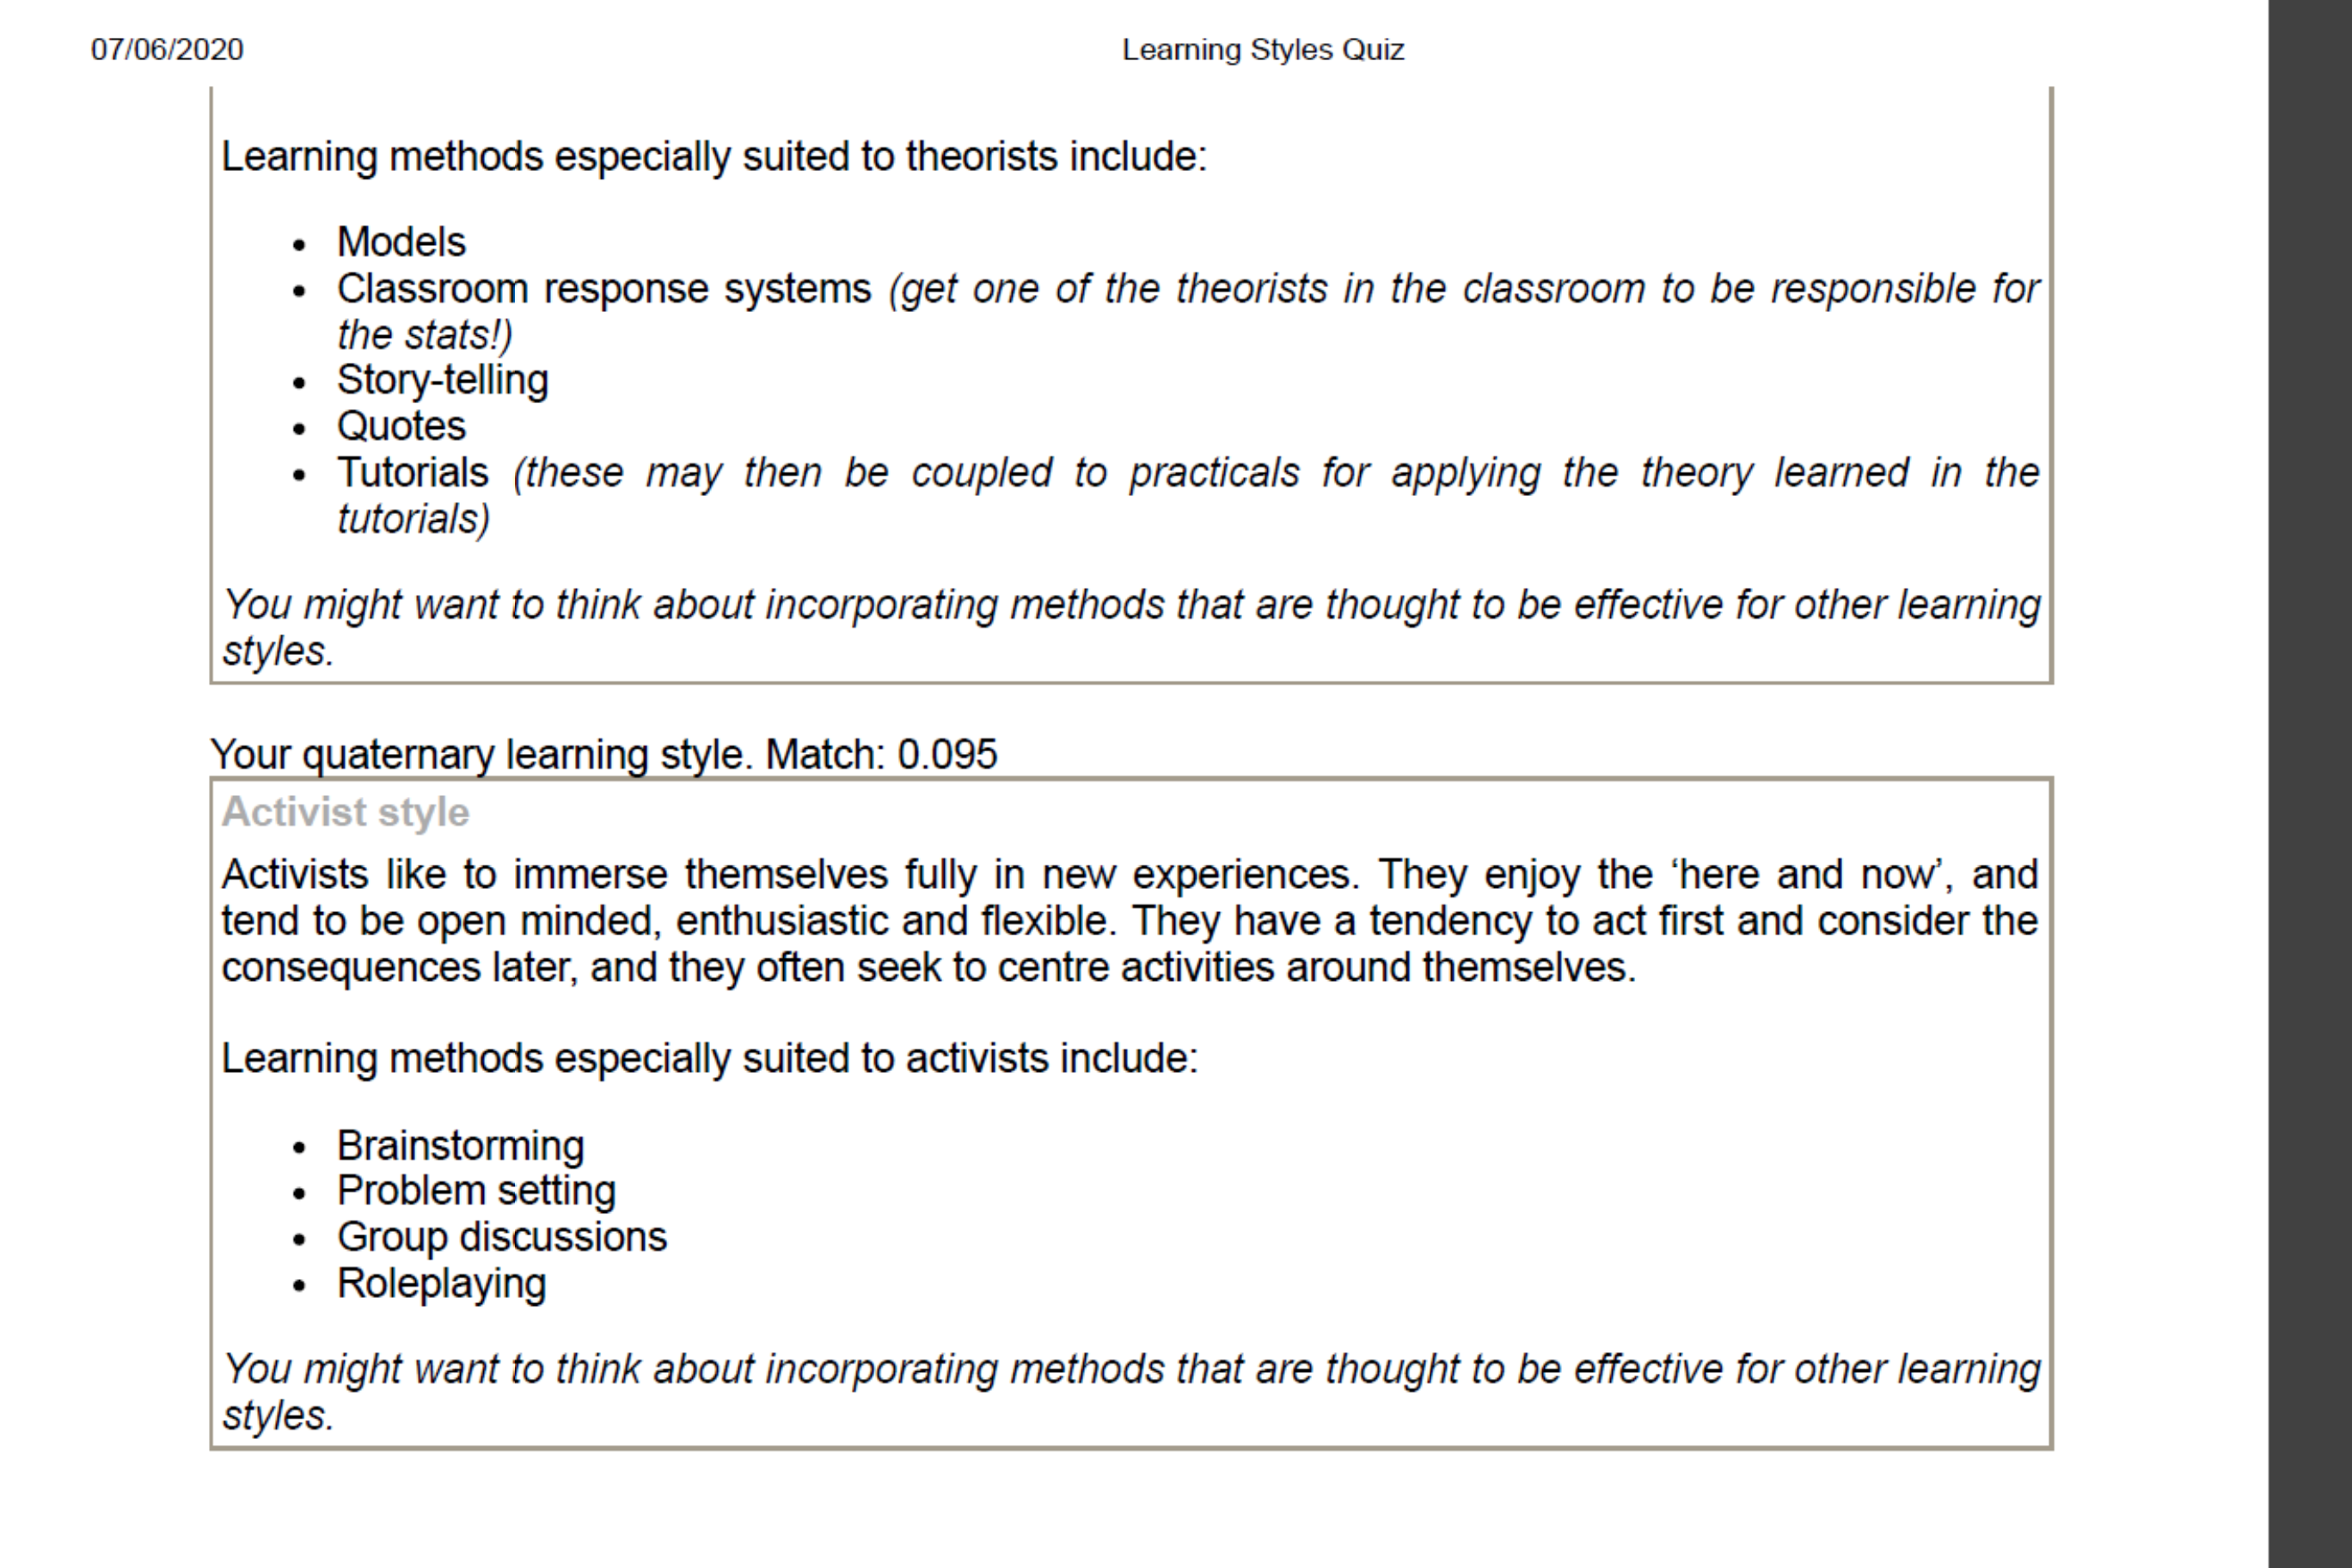 07/06/2020 Learning Styles Quiz
Learning methods especially suited to theorists include:
• Models
• Classroom response systems (get one of the theorists in the classroom to be responsible for
the stats!)
• Story-telling
• Quotes
• Tutorials (these may then be coupled to practicals for applying the theory learned in the
tutorials)
You might want to think about incorporating methods that are thought to be effective for other learning
styles.
Your quaternary learning style. Match: 0.095
Activist style
Activists like to immerse themselves fully in new experiences. They enjoy the ‘here and now’, and
tend to be open minded, enthusiastic and flexible. They have a tendency to act first and consider the
consequences later, and they often seek to centre activities around themselves.
Learning methods especially suited to activists include:
• Brainstorming
• Problem setting
• Group discussions
• Roleplaying
You might want to think about incorporating methods that are thought to be effective for other learning
styles.